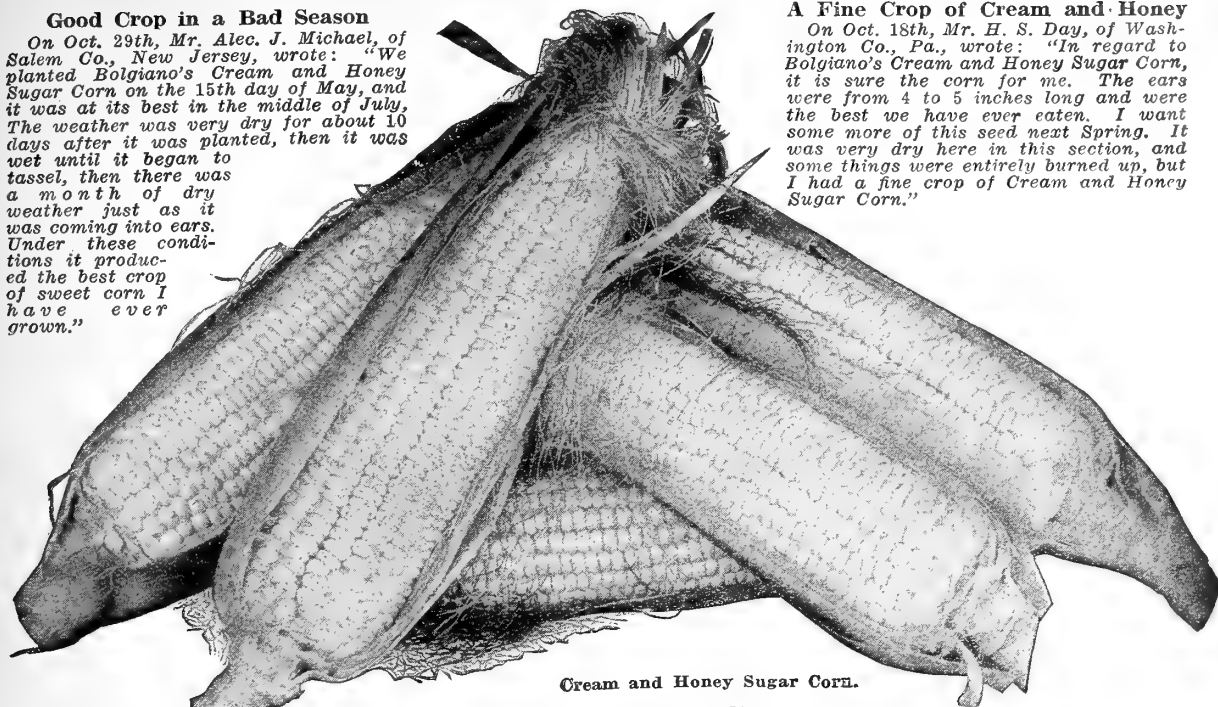 Good Crop in a Bad Season
On Oct. 29th, Mr. Alec. J. Michael, of
Salem Co., New Jersey, wrote: "We
planted Bolgiano's Cream and Honey
Sugar Corn on the 15th day of May, and
it was at its best in the middle of July,
The weather was very dry for about 10
days after it was planted, then it was
wet until it began to
tassel, then there was
a month of dry
weather just as it
was coming into ears.
Under these condi-
tions it produc-
ed the best crop
of sweet corn I
have ever
grown."
A Fine Crop of Cream and Honey
On Oct. 18th, Mr. H. S. Day, of Wash-
ington Co., Pa., wrote: "In regard to
Bolgiano's Cream and Honey Sugar Corn,
it is sure the corn for me. The ears
were from 4 to 5 inches long and were
the best we have ever eaten. I want
some more of this seed next Spring. It
was very dry here in this section, and
some things were entirely burned up, but
I had a fine crop of Cream and Honey
Sugar Corn."
Cream and Honey Sugar Corn.